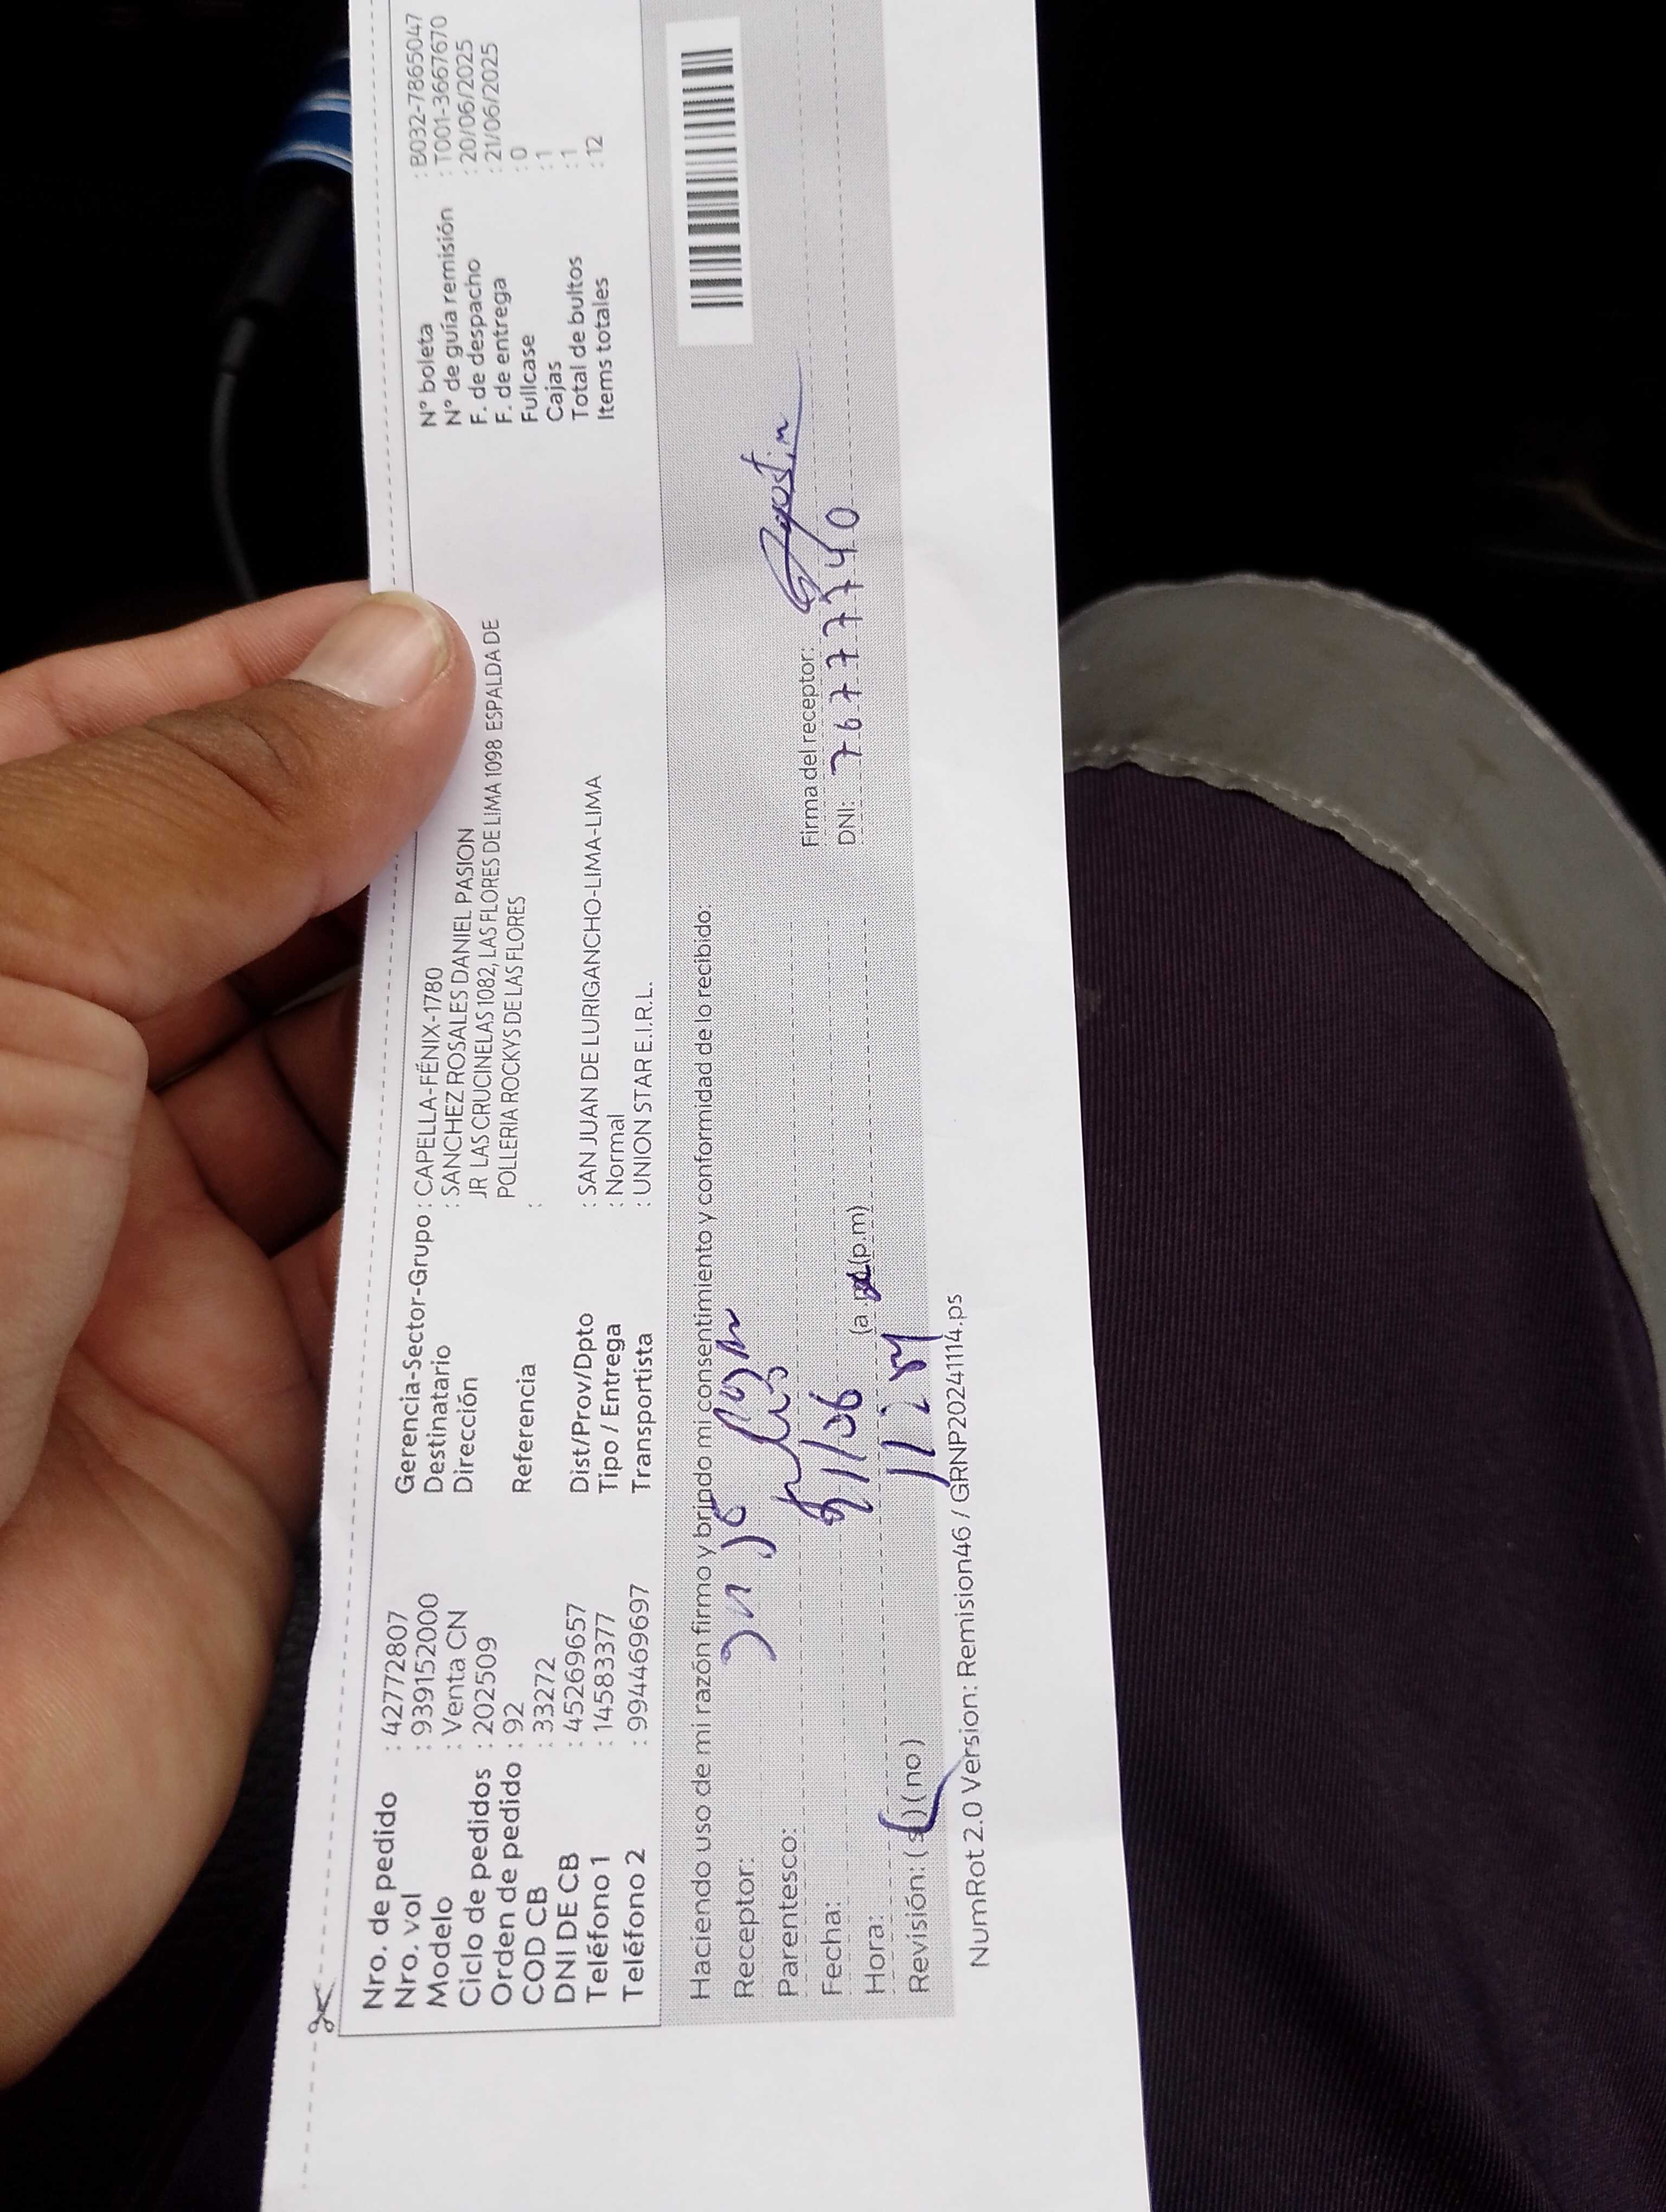 Nro. de pedido : 42772807
Nro. vol : 939152000
Modelo : Venta CN
Ciclo de pedidos : 202509
Orden de pedido : 92
COD CB : 33272
DNI DE CB : 45269657
Teléfono 1 : 14583377
Teléfono 2 : 994469697
Gerencia-Sector-Grupo : CAPELLA-FÉNIX-1780
Destinatario : SANCHEZ ROSALES DANIEL PASION
Dirección JR LAS CRUCINELAS 1082, LAS FLORES DE LIMA 1098 ESPALDA DE
POLLERIA ROCKYS DE LAS FLORES
Referencia :
Dist/Prov/Dpto : SAN JUAN DE LURIGANCHO-LIMA-LIMA
Tipo / Entrega : Normal
Transportista : UNION STAR E.I.R.L.
N° boleta : B032-7865047
N° de guía remisión : T001-3667670
F. de despacho : 20/06/2025
F. de entrega : 21/06/2025
Fullcase : 0
Cajas : 1
Total de bultos : 1
Items totales : 12
Haciendo uso de mi razón firmo y brindo mi consentimiento y conformidad de lo recibido:
Receptor:
Parentesco:
Fecha: 21/06
Hora: (p.m)
Revisión: (si) (no)
Firma del receptor:
DNI: 76777740
NumRot 2.0 Version: Remision46 / GRNP20241114.ps